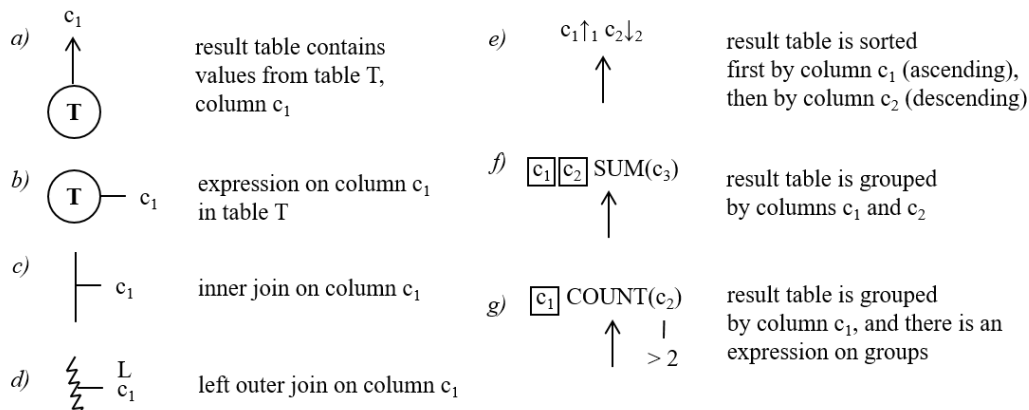 a)
c₁
T
result table contains
values from table T,
column c₁
b)
T
c₁
expression on column c₁
in table T
c)
c₁
inner join on column c₁
d)
L
c₁
left outer join on column c₁
e)
c₁↑₁ c₂↓₂
result table is sorted
first by column c₁ (ascending),
then by column c₂ (descending)
f)
c₁ c₂ SUM(c₃)
result table is grouped
by columns c₁ and c₂
g)
c₁ COUNT(c₂)
> 2
result table is grouped
by column c₁, and there is an
expression on groups